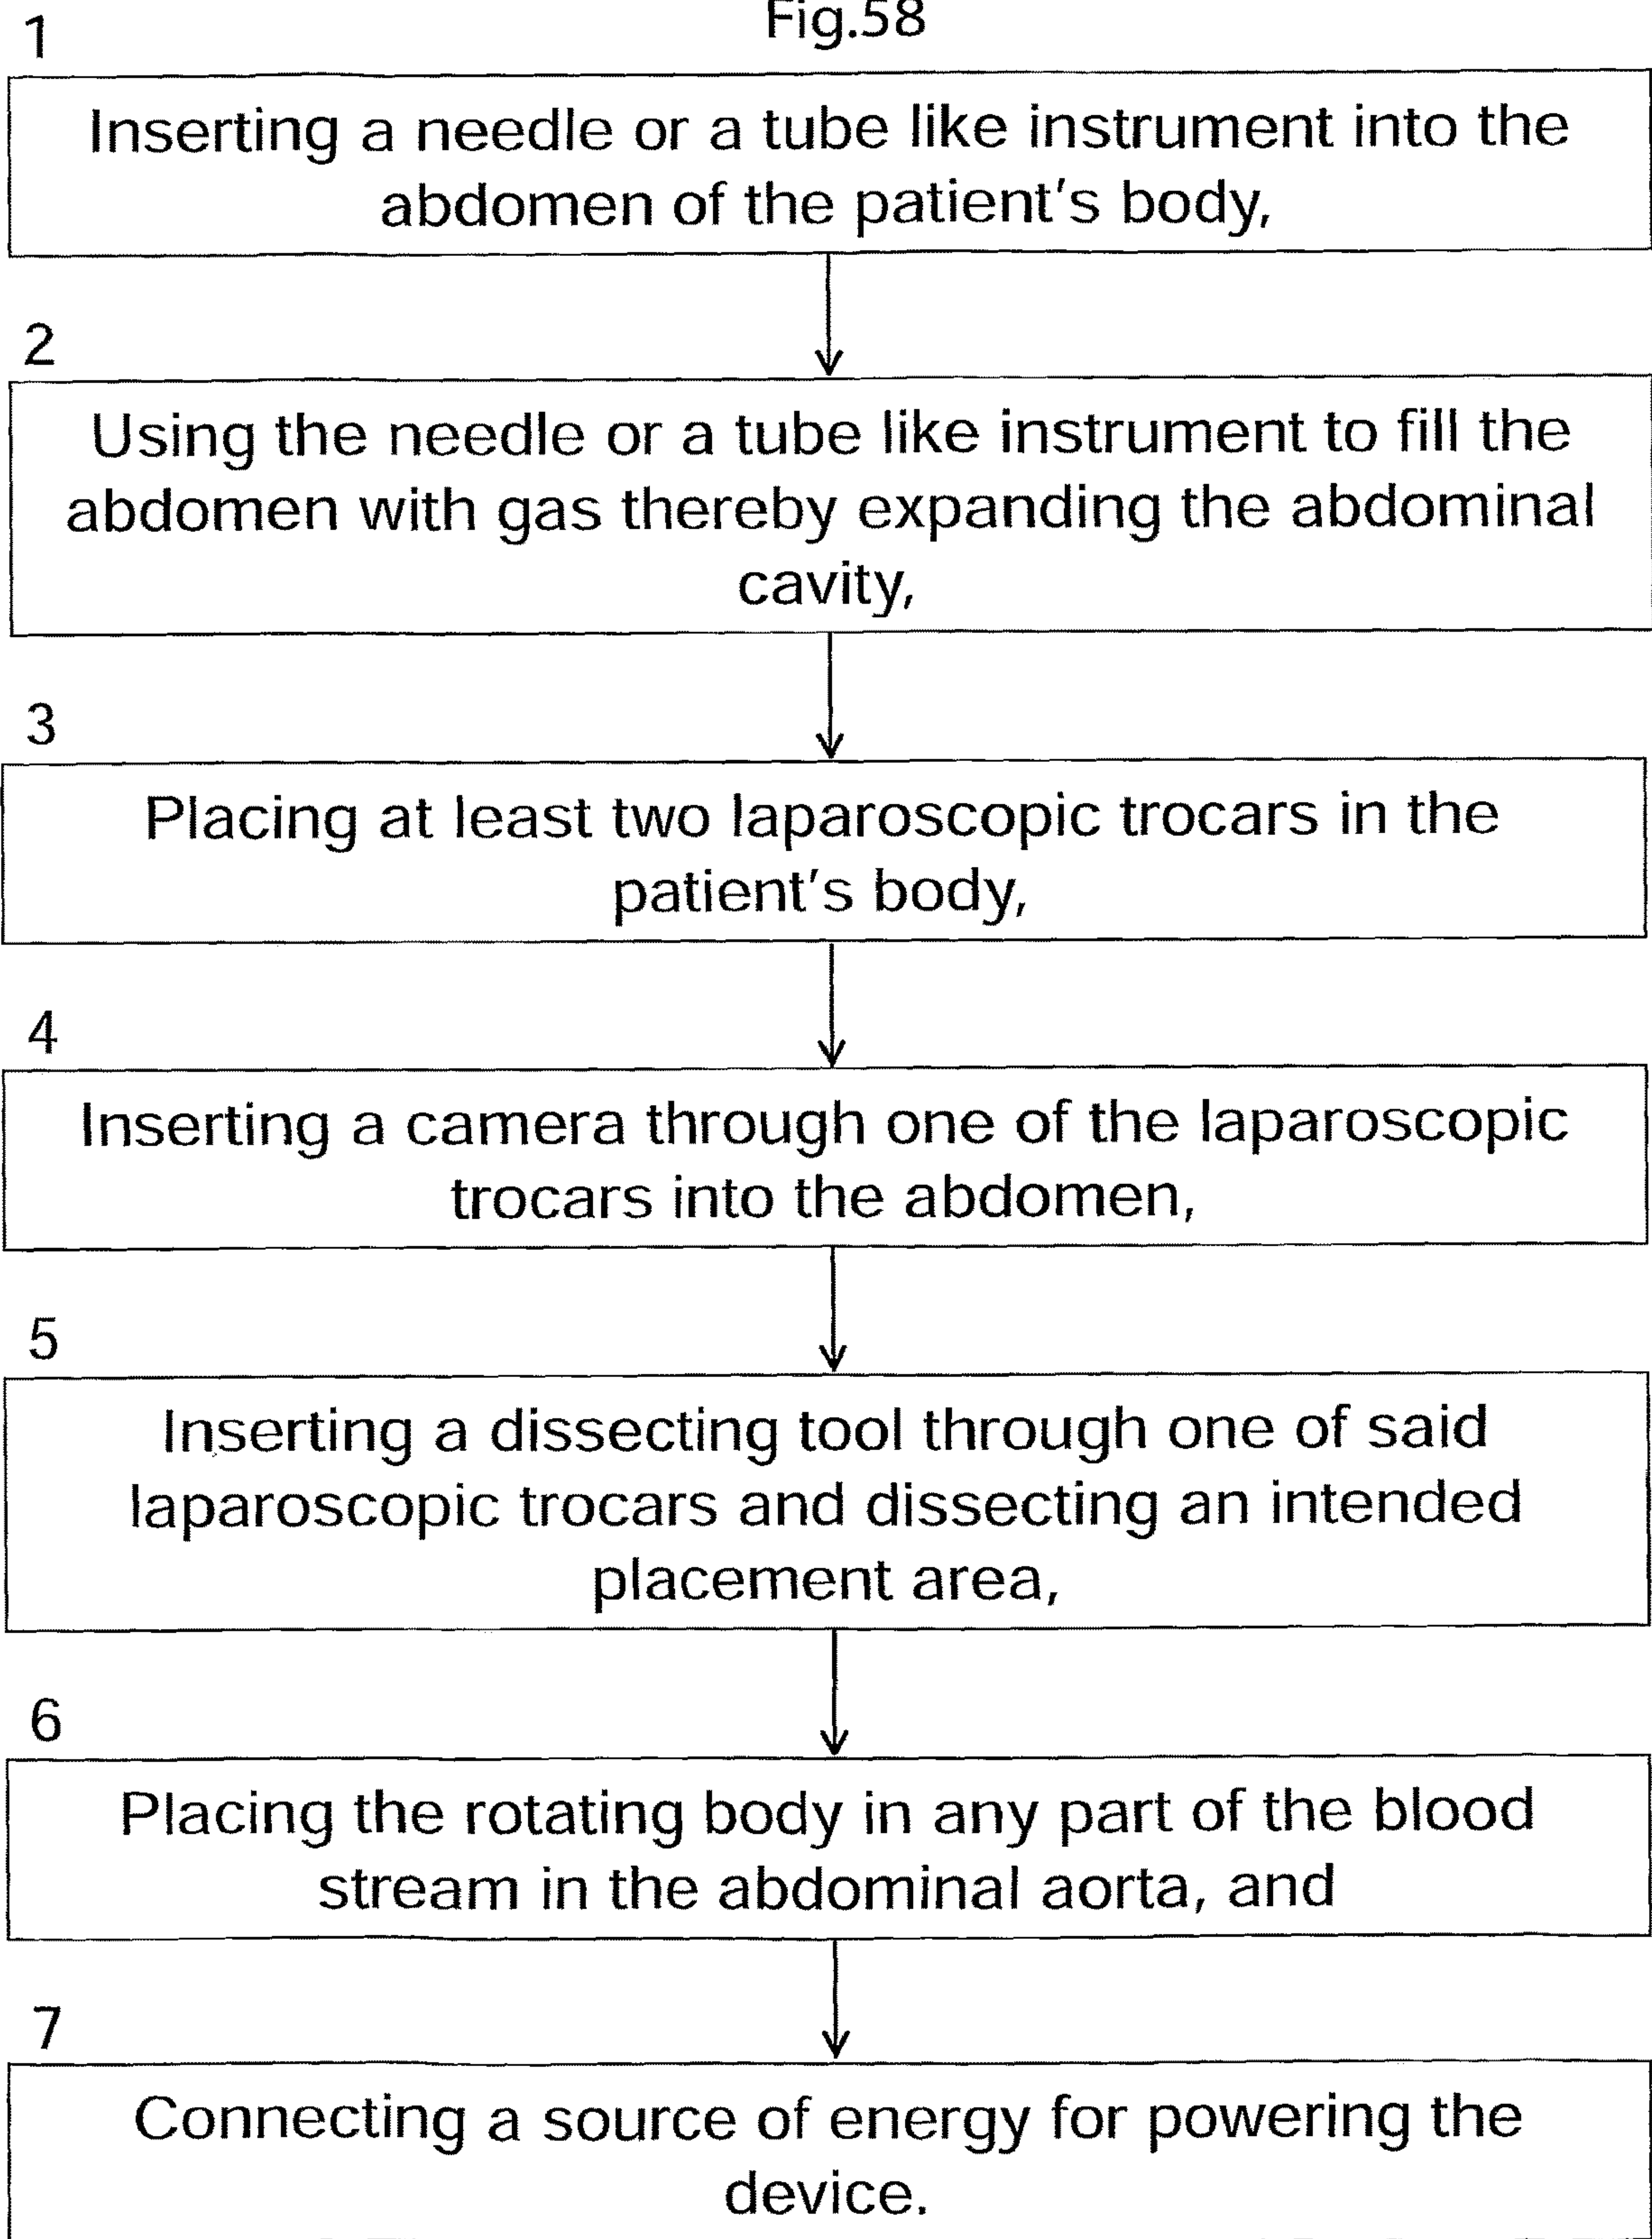 Fig.58
1
Inserting a needle or a tube like instrument into the
abdomen of the patient's body,
2
Using the needle or a tube like instrument to fill the
abdomen with gas thereby expanding the abdominal
cavity,
3
Placing at least two laparoscopic trocars in the
patient's body,
4
Inserting a camera through one of the laparoscopic
trocars into the abdomen,
5
Inserting a dissecting tool through one of said
laparoscopic trocars and dissecting an intended
placement area,
6
Placing the rotating body in any part of the blood
stream in the abdominal aorta, and
7
Connecting a source of energy for powering the
device.